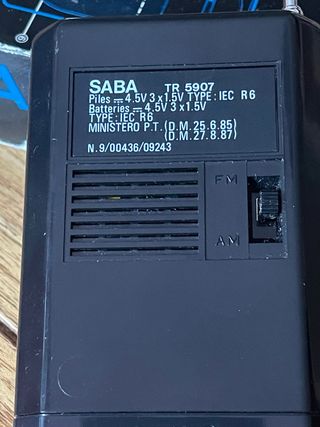 SABA TR 5907
Piles ⎓ 4.5V 3 x 1.5V TYPE: IEC R6
Batteries ⎓ 4.5V 3 x 1.5V
TYPE: IEC R6
MINISTERO P.T. (D.M. 25.6.85)
(D.M. 27.8.87)
N. 9/00436/09243
FM
AM